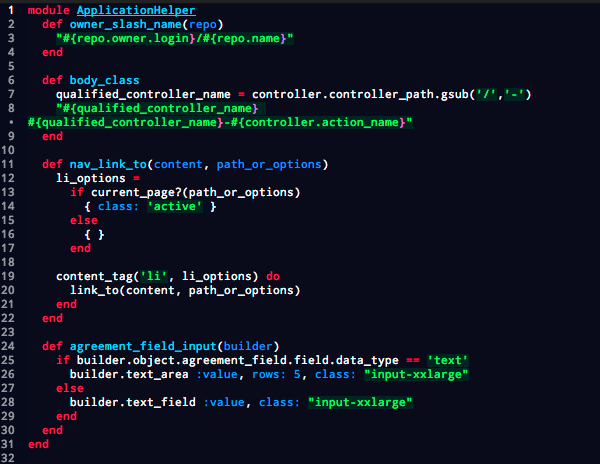 1 module ApplicationHelper
2   def owner_slash_name(repo)
3     "#{repo.owner.login}/#{repo.name}"
4   end
5
6   def body_class
7     qualified_controller_name = controller.controller_path.gsub('/','-')
8     "#{qualified_controller_name}
• #{qualified_controller_name}-#{controller.action_name}"
9   end
10
11   def nav_link_to(content, path_or_options)
12     li_options =
13       if current_page?(path_or_options)
14         { class: 'active' }
15       else
16         { }
17       end
18
19     content_tag('li', li_options) do
20       link_to(content, path_or_options)
21     end
22   end
23
24   def agreement_field_input(builder)
25     if builder.object.agreement_field.field.data_type == 'text'
26       builder.text_area :value, rows: 5, class: "input-xxlarge"
27     else
28       builder.text_field :value, class: "input-xxlarge"
29     end
30   end
31 end
32